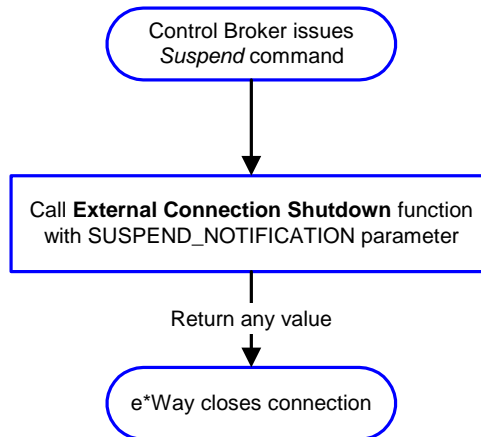 Control Broker issues
Suspend command
Call External Connection Shutdown function
with SUSPEND_NOTIFICATION parameter
Return any value
e*Way closes connection